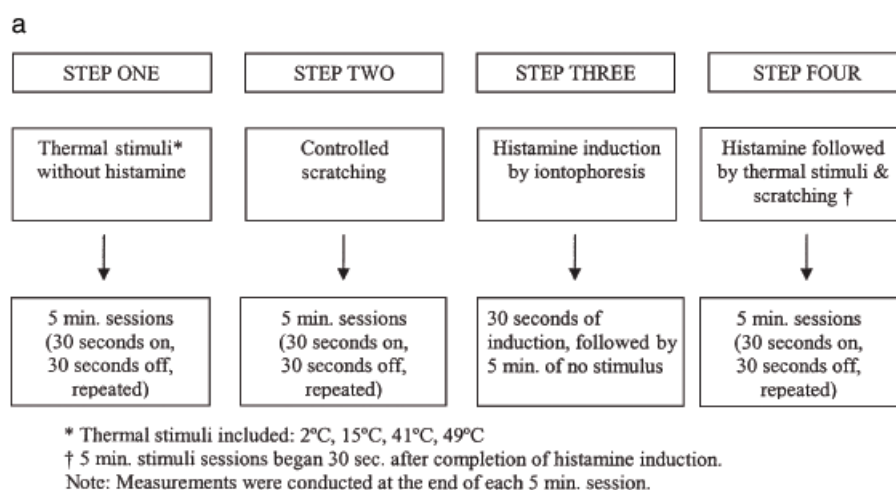 a
STEP ONE
STEP TWO
STEP THREE
STEP FOUR
Thermal stimuli*
without histamine
Controlled
scratching
Histamine induction
by iontophoresis
Histamine followed
by thermal stimuli &
scratching †
5 min. sessions
(30 seconds on,
30 seconds off,
repeated)
5 min. sessions
(30 seconds on,
30 seconds off,
repeated)
30 seconds of
induction, followed by
5 min. of no stimulus
5 min. sessions
(30 seconds on,
30 seconds off,
repeated)
* Thermal stimuli included: 2ºC, 15ºC, 41ºC, 49ºC
† 5 min. stimuli sessions began 30 sec. after completion of histamine induction.
Note: Measurements were conducted at the end of each 5 min. session.